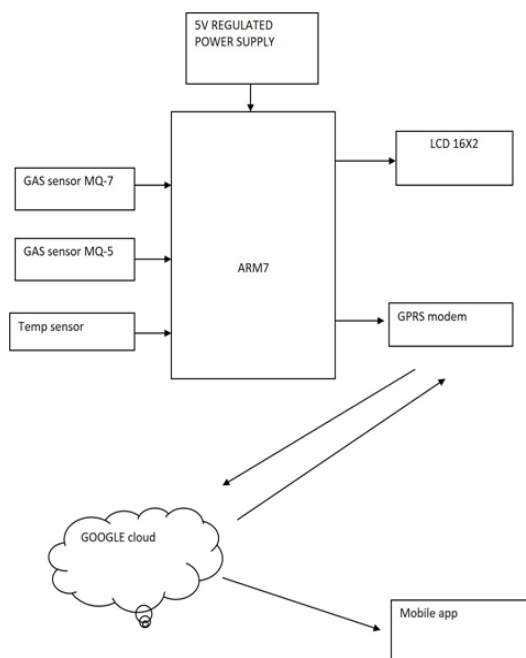 5V REGULATED
POWER SUPPLY
LCD 16X2
GAS sensor MQ-7
GAS sensor MQ-5
ARM7
Temp sensor
GPRS modem
GOOGLE cloud
Mobile app